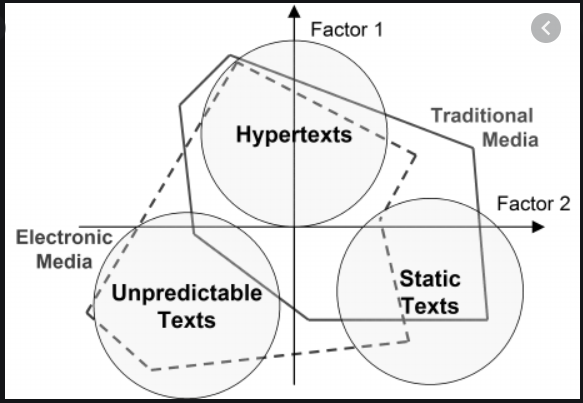 Factor 1
Hypertexts
Traditional
Media
Factor 2
Electronic
Media
Unpredictable
Texts
Static
Texts